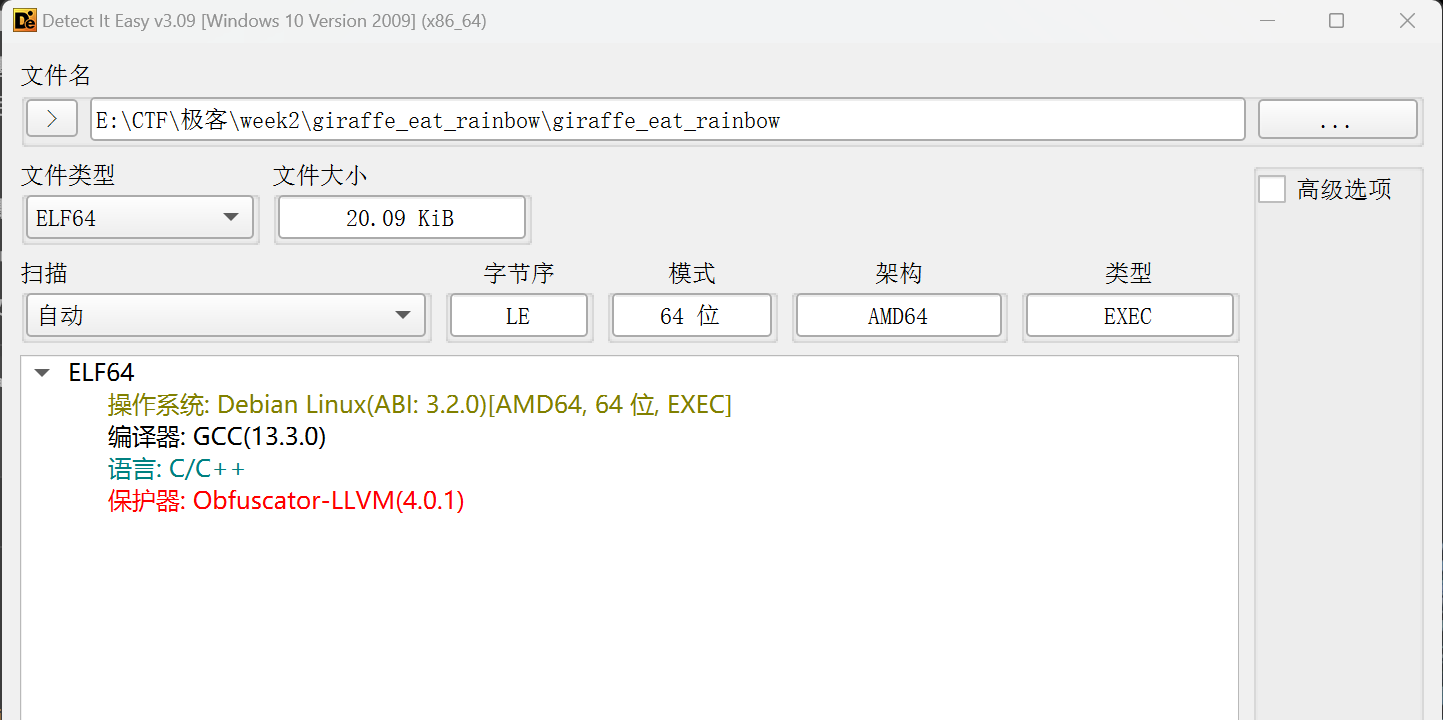 Detect It Easy v3.09 [Windows 10 Version 2009] (x86_64)
文件名
E:\CTF\极客\week2\giraffe_eat_rainbow\giraffe_eat_rainbow
...
文件类型 文件大小
高级选项
ELF64 20.09 KiB
扫描 字节序 模式 架构 类型
自动 LE 64 位 AMD64 EXEC
ELF64
操作系统: Debian Linux(ABI: 3.2.0)[AMD64, 64 位, EXEC]
编译器: GCC(13.3.0)
语言: C/C++
保护器: Obfuscator-LLVM(4.0.1)